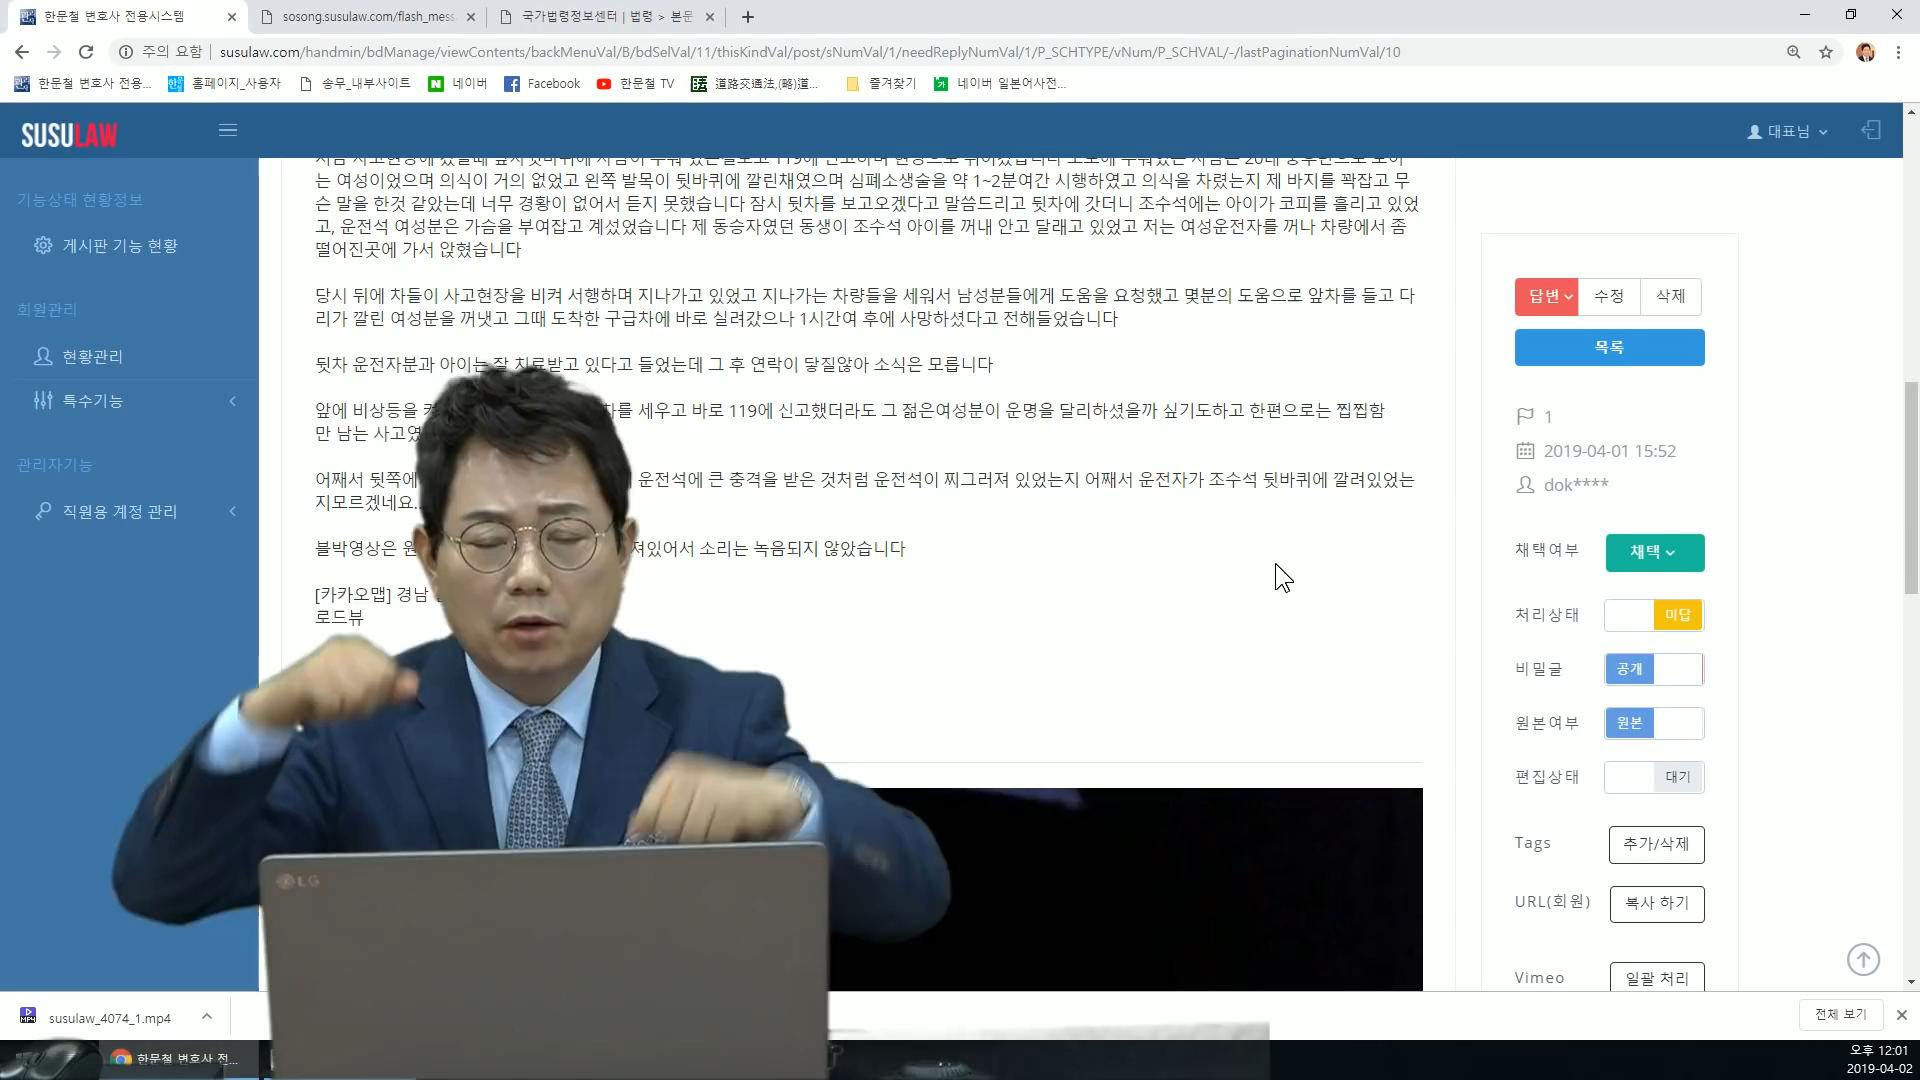 한문철 변호사 전용시스템
sosong.susulaw.com/flash_mess
국가법령정보센터 | 법령 > 본문
주의 요함
susulaw.com/handmin/bdManage/viewContents/backMenuVal/B/bdSelVal/11/thisKindVal/post/sNumVal/1/needReplyNumVal/1/P_SCHTYPE/vNum/P_SCHVAL/-/lastPaginationNumVal/10
한문철 변호사 전용...
홈페이지_사용자
송무_내부사이트
네이버
Facebook
한문철 TV
道路交通法,(略)道...
즐겨찾기
네이버 일본어사전...
SUSULAW
대표님
기능상태 현황정보
게시판 기능 현황
회원관리
현황관리
특수기능
관리자기능
직원용 계정 관리
는 여성이었으며 의식이 거의 없었고 왼쪽 발목이 뒷바퀴에 깔린채였으며 심폐소생술을 약 1~2분여간 시행하였고 의식을 차렸는지 제 바지를 꽉잡고 무
슨 말을 한것 같았는데 너무 경황이 없어서 듣지 못했습니다 잠시 뒷차를 보고오겠다고 말씀드리고 뒷차에 갓더니 조수석에는 아이가 코피를 흘리고 있었
고, 운전석 여성분은 가슴을 부여잡고 계섰었습니다 제 동승자였던 동생이 조수석 아이를 꺼내 안고 달래고 있었고 저는 여성운전자를 꺼나 차량에서 좀
떨어진곳에 가서 앉혔습니다
당시 뒤에 차들이 사고현장을 비켜 서행하며 지나가고 있었고 지나가는 차량들을 세워서 남성분들에게 도움을 요청했고 몇분의 도움으로 앞차를 들고 다
리가 깔린 여성분을 꺼냇고 그때 도착한 구급차에 바로 실려갔으나 1시간여 후에 사망하셨다고 전해들었습니다
뒷차 운전자분과 아이는 잘 치료받고 있다고 들었는데 그 후 연락이 닿질않아 소식은 모릅니다
앞에 비상등을 차를 세우고 바로 119에 신고했더라도 그 젊은여성분이 운명을 달리하셨을까 싶기도하고 한편으로는 찝찝함
만 남는 사고였
어째서 뒷쪽에 운전석에 큰 충격을 받은 것처럼 운전석이 찌그러져 있었는지 어째서 운전자가 조수석 뒷바퀴에 깔려있었는
지모르겠네요..
블박영상은 원 져있어서 소리는 녹음되지 않았습니다
[카카오맵] 경남
로드뷰
답변
수정
삭제
목록
1
2019-04-01 15:52
dok****
채택여부
채택
처리상태
미답
비밀글
공개
원본여부
원본
편집상태
대기
Tags
추가/삭제
URL(회원)
복사 하기
Vimeo
일괄 처리
LG
susulaw_4074_1.mp4
전체 보기
한문철 변호사 전...
오후 12:01
2019-04-02